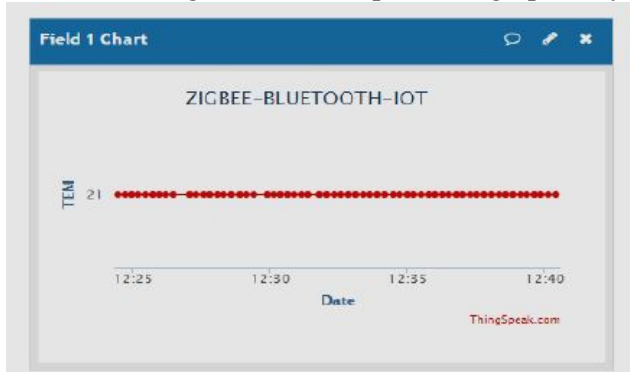 Field 1 Chart
ZIGBEE-BLUETOOTH-IOT
TEM
21
12:25 12:30 12:35 12:40
Date
ThingSpeak.com